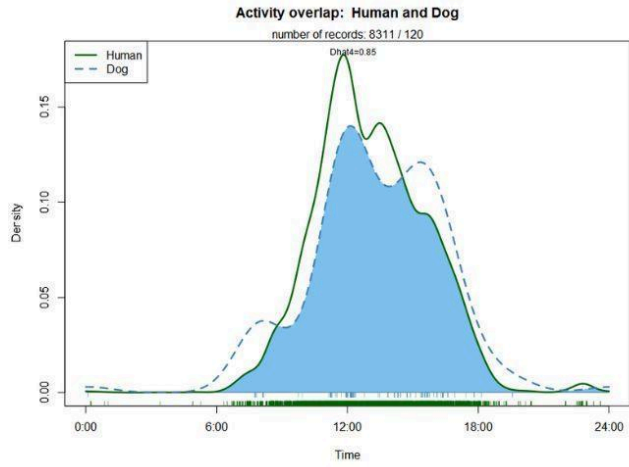 Activity overlap: Human and Dog
number of records: 8311 / 120
Dhat4=0.85
Human
Dog
0.15
0.10
0.05
0.00
Density
0:00 6:00 12:00 18:00 24:00
Time